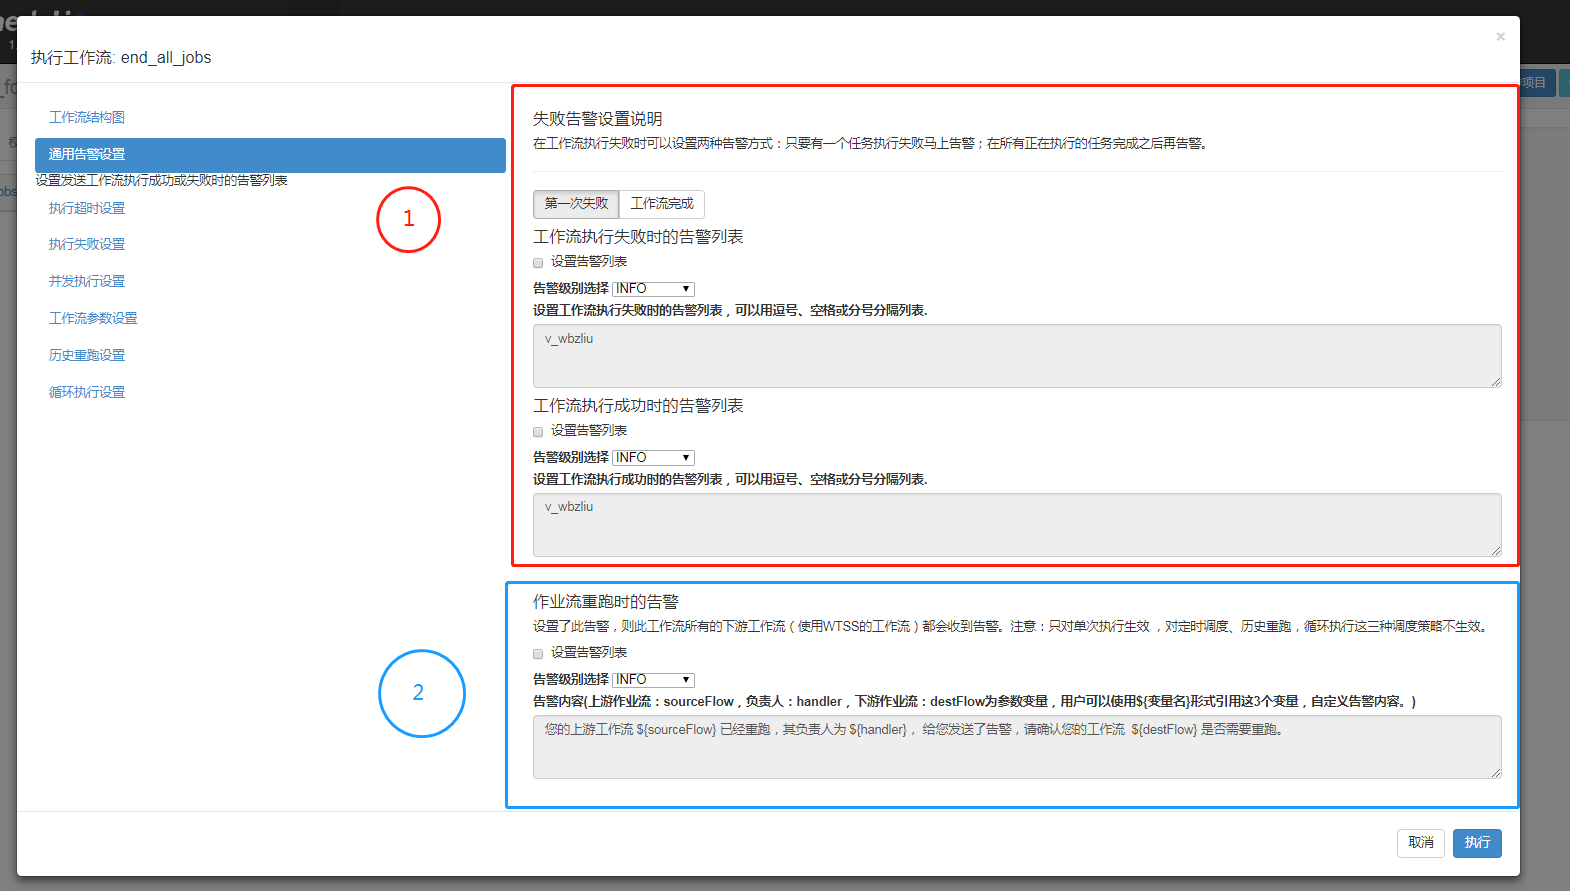 执行工作流: end_all_jobs
×
项目
工作流结构图
通用告警设置
设置发送工作流执行成功或失败时的告警列表
执行超时设置
执行失败设置
并发执行设置
工作流参数设置
历史重跑设置
循环执行设置
1
失败告警设置说明
在工作流执行失败时可以设置两种告警方式：只要有一个任务执行失败马上告警；在所有正在执行的任务完成之后再告警。
第一次失败 工作流完成
工作流执行失败时的告警列表
设置告警列表
告警级别选择 INFO
设置工作流执行失败时的告警列表，可以用逗号、空格或分号分隔列表.
v_wbzliu
工作流执行成功时的告警列表
设置告警列表
告警级别选择 INFO
设置工作流执行成功时的告警列表，可以用逗号、空格或分号分隔列表.
v_wbzliu
2
作业流重跑时的告警
设置了此告警，则此工作流所有的下游工作流（使用WTSS的工作流）都会收到告警。注意：只对单次执行生效 ，对定时调度、历史重跑，循环执行这三种调度策略不生效。
设置告警列表
告警级别选择 INFO
告警内容(上游作业流：sourceFlow，负责人：handler，下游作业流：destFlow为参数变量，用户可以使用${变量名}形式引用这3个变量，自定义告警内容。)
您的上游工作流 ${sourceFlow} 已经重跑，其负责人为 ${handler}， 给您发送了告警，请确认您的工作流 ${destFlow} 是否需要重跑。
取消 执行